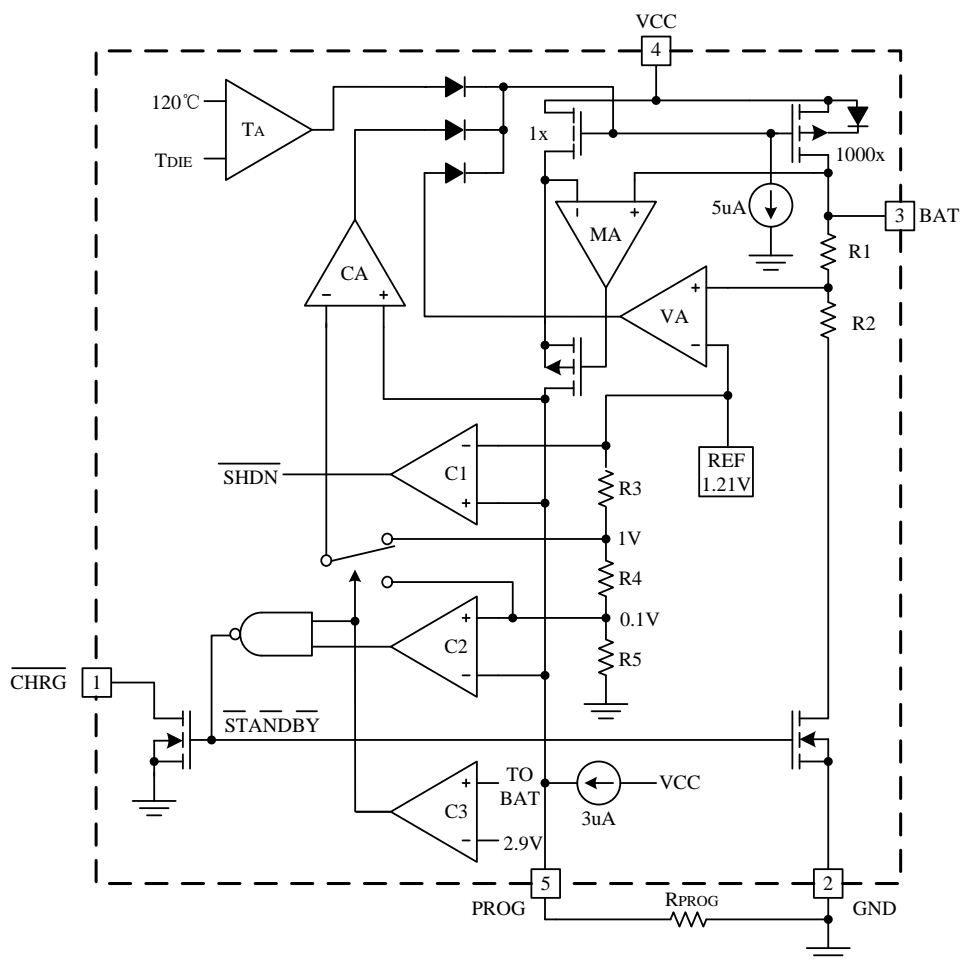 VCC
4
120℃
TA
TDIE
1x
1000x
5uA
3
BAT
- +
MA
R1
CA
- +
+
VA
-
R2
-
C1
+
SHDN
REF
1.21V
R3
1V
R4
+
C2
-
0.1V
R5
CHRG
1
STANDBY
+
C3
-
TO
BAT
2.9V
VCC
3uA
5
2
PROG
RPROG
GND